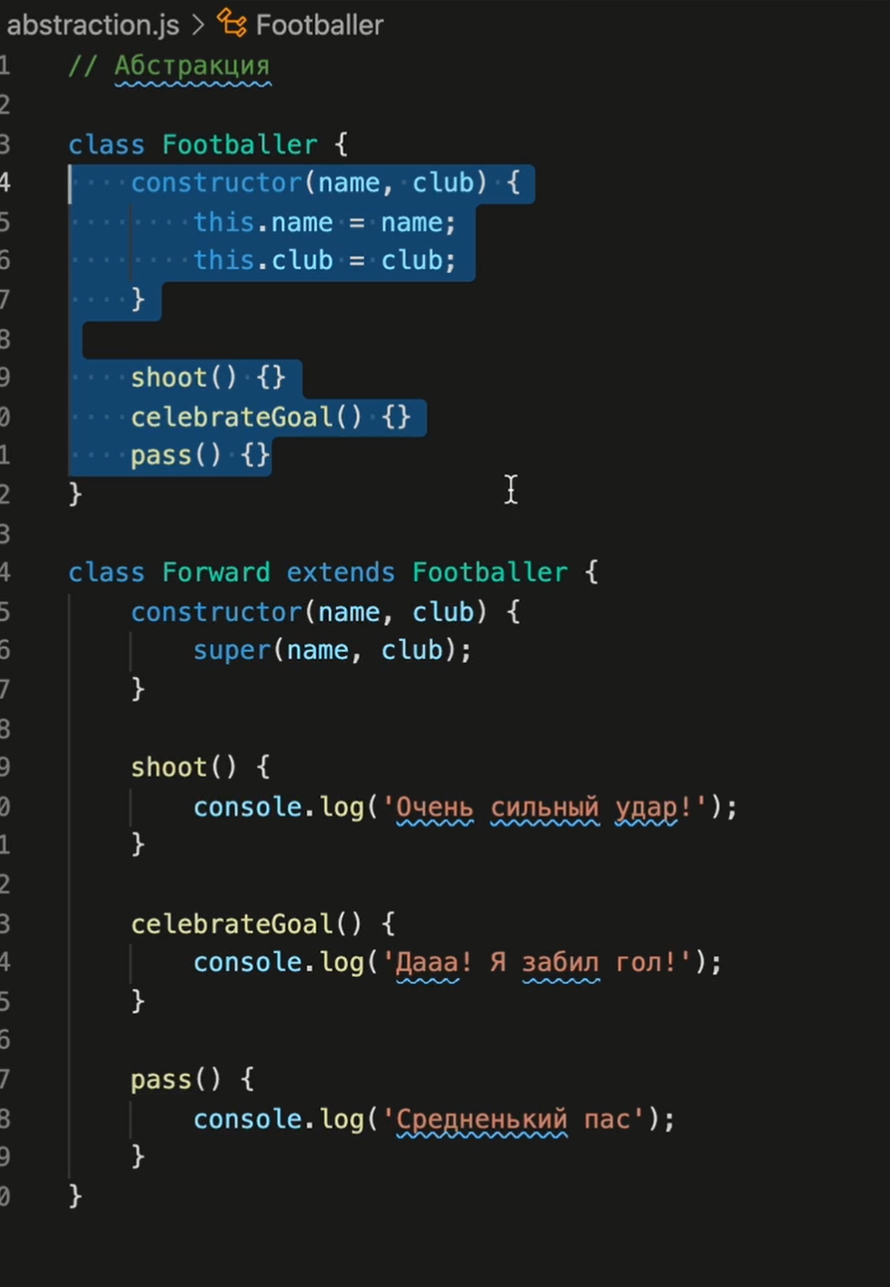 abstraction.js > Footballer
1 // Абстракция
2
3 class Footballer {
4 constructor(name, club) {
5 this.name = name;
6 this.club = club;
7 }
8
9 shoot() {}
0 celebrateGoal() {}
1 pass() {}
2 }
3
4 class Forward extends Footballer {
5 constructor(name, club) {
6 super(name, club);
7 }
8
9 shoot() {
0 console.log('Очень сильный удар!');
1 }
2
3 celebrateGoal() {
4 console.log('Дааа! Я забил гол!');
5 }
6
7 pass() {
8 console.log('Средненький пас');
9 }
0 }